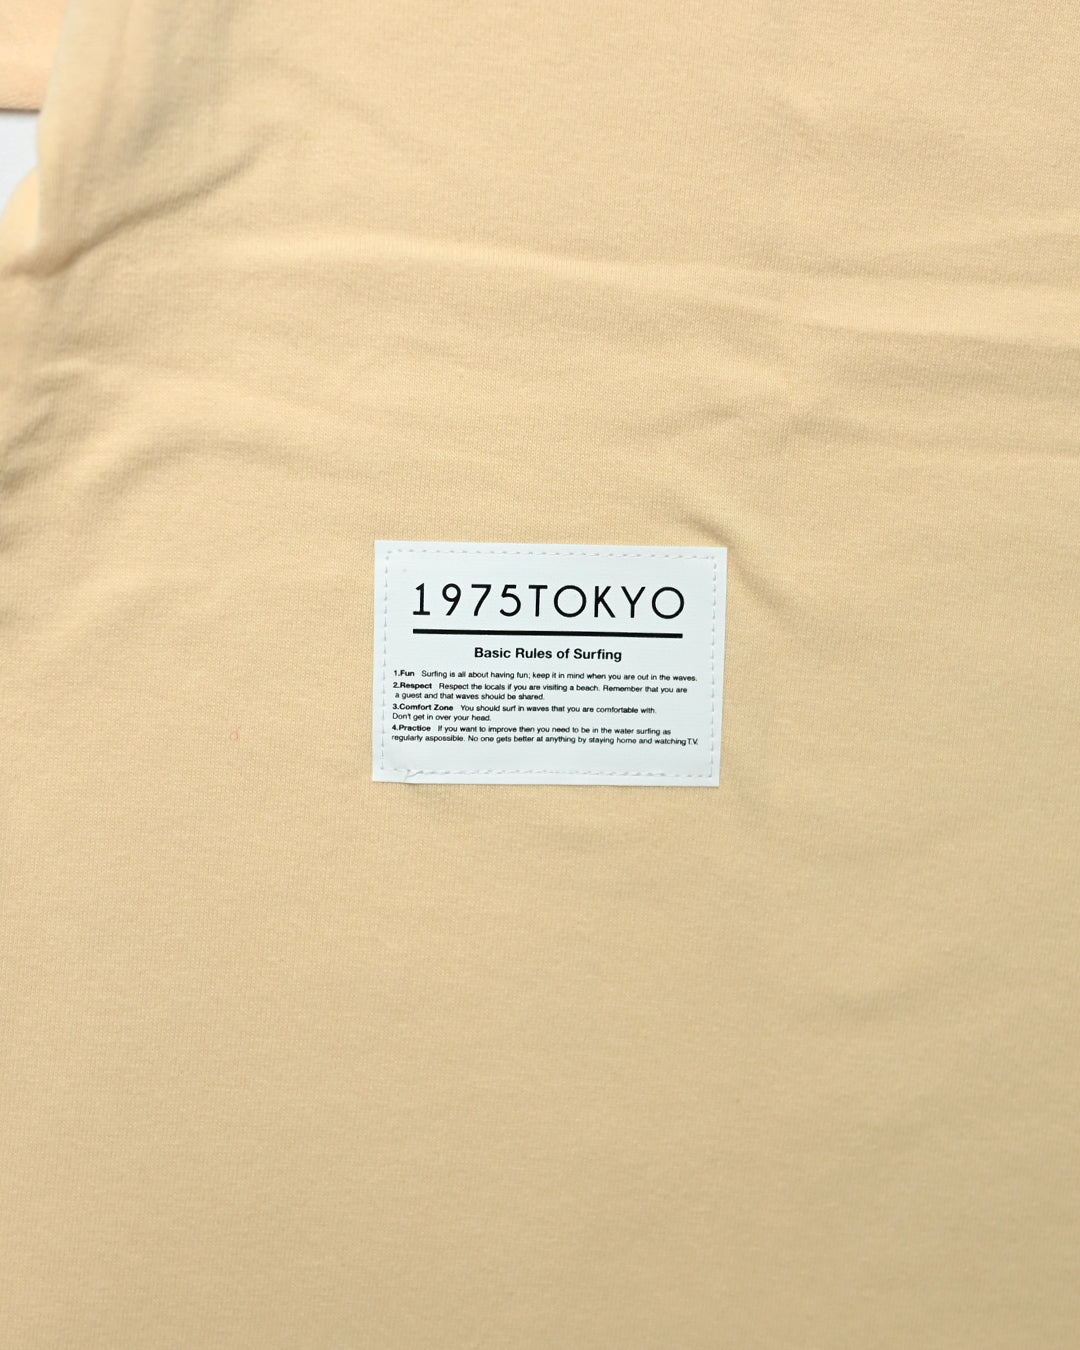 1975TOKYO
Basic Rules of Surfing
1.Fun Surfing is all about having fun; keep it in mind when you are out in the waves.
2.Respect Respect the locals if you are visiting a beach. Remember that you are
a guest and that waves should be shared.
3.Comfort Zone You should surf in waves that you are comfortable with.
Don't get in over your head.
4.Practice If you want to improve then you need to be in the water surfing as
regularly aspossible. No one gets better at anything by staying home and watching T.V.